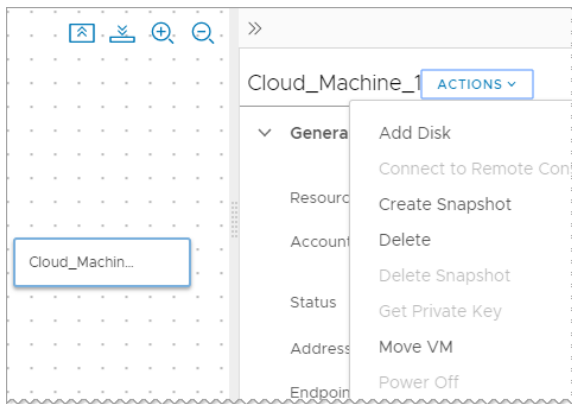 Cloud_Machine_1
ACTIONS
Genera
Add Disk
Connect to Remote Con
Resourc
Create Snapshot
Account
Delete
Cloud_Machin...
Delete Snapshot
Status
Get Private Key
Address
Move VM
Endpoin
Power Off